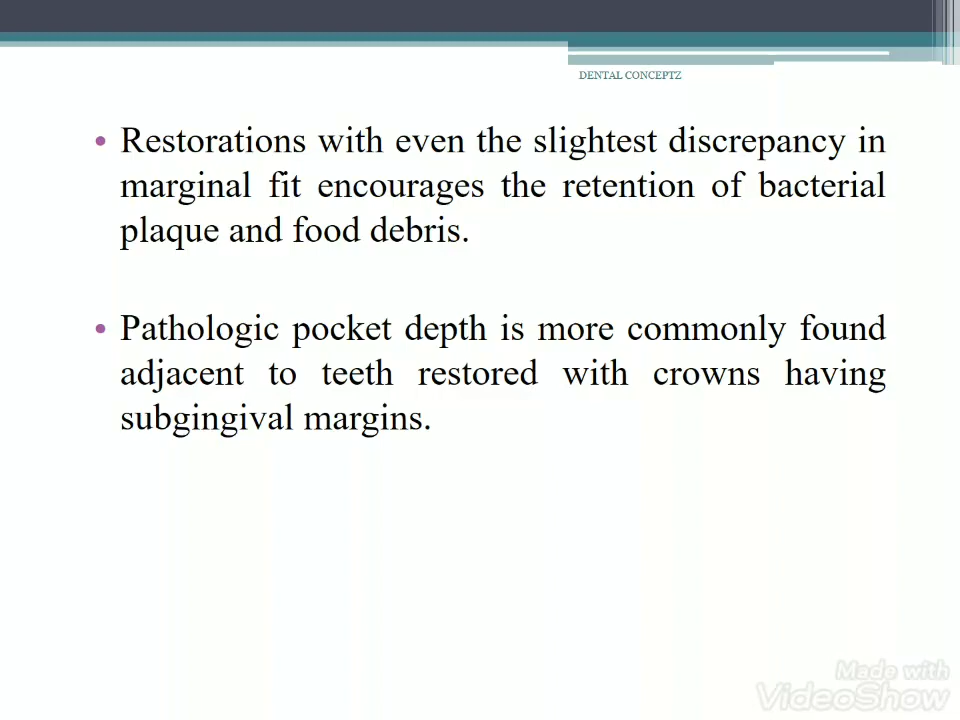 DENTAL CONCEPTZ
• Restorations with even the slightest discrepancy in
marginal fit encourages the retention of bacterial
plaque and food debris.
• Pathologic pocket depth is more commonly found
adjacent to teeth restored with crowns having
subgingival margins.
Made with
VideoShow